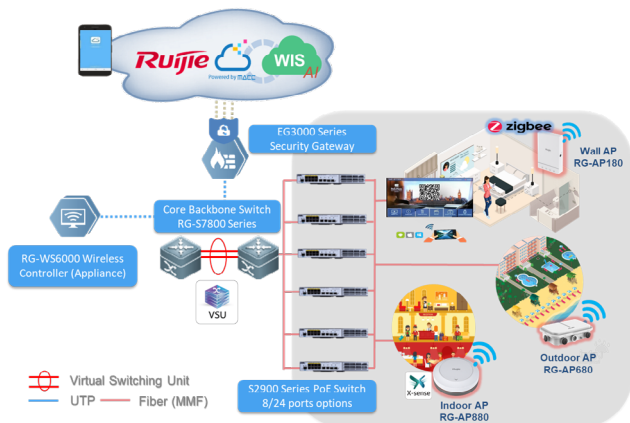 Ruijie
Powered by MACC
WIS
AI
EG3000 Series
Security Gateway
zigbee
Wall AP
RG-AP180
Core Backbone Switch
RG-S7800 Series
RG-WS6000 Wireless
Controller (Appliance)
VSU
Outdoor AP
RG-AP680
X-sense
Indoor AP
RG-AP880
S2900 Series PoE Switch
8/24 ports options
Virtual Switching Unit
UTP
Fiber (MMF)